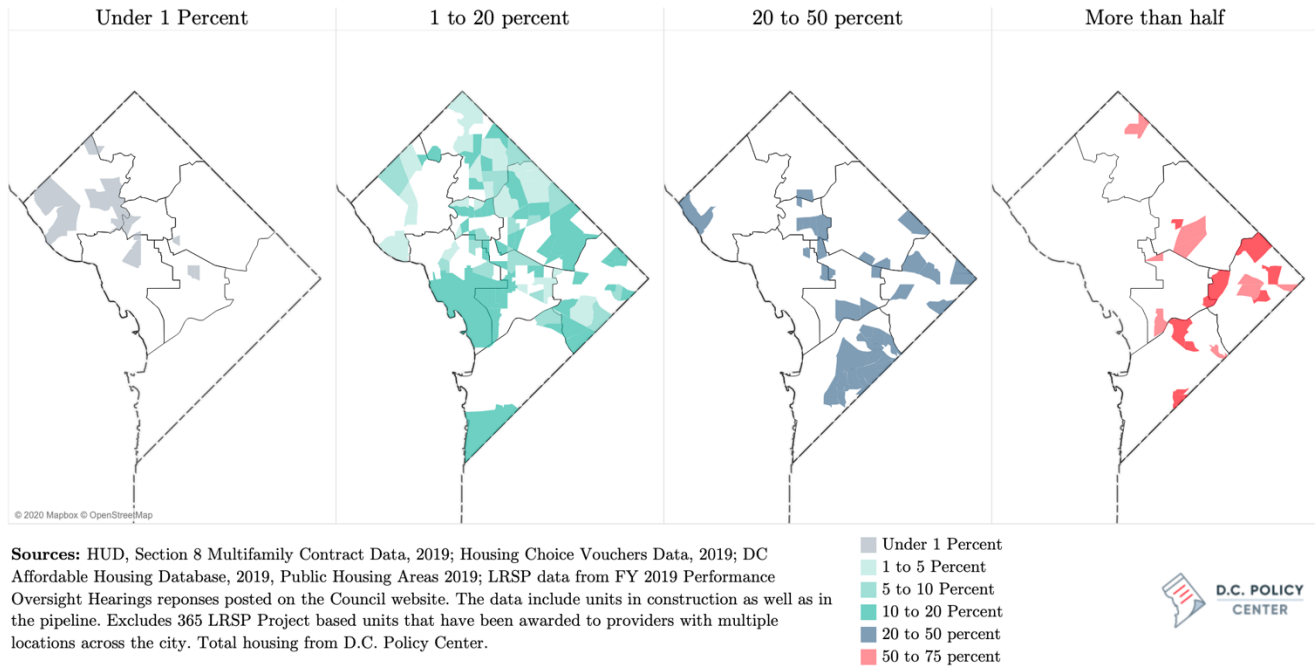 Under 1 Percent
1 to 20 percent
20 to 50 percent
More than half
© 2020 Mapbox © OpenStreetMap
Sources: HUD, Section 8 Multifamily Contract Data, 2019; Housing Choice Vouchers Data, 2019; DC
Affordable Housing Database, 2019, Public Housing Areas 2019; LRSP data from FY 2019 Performance
Oversight Hearings reponses posted on the Council website. The data include units in construction as well as in
the pipeline. Excludes 365 LRSP Project based units that have been awarded to providers with multiple
locations across the city. Total housing from D.C. Policy Center.
Under 1 Percent
1 to 5 Percent
5 to 10 Percent
10 to 20 Percent
20 to 50 percent
50 to 75 percent
D.C. POLICY
CENTER